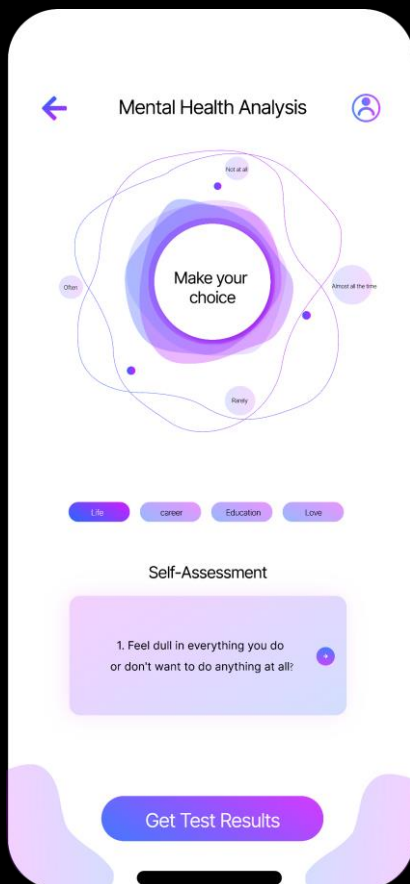 Mental Health Analysis
Not at all
Often
Make your
choice
Almost all the time
Rarely
Life
career
Education
Love
Self-Assessment
1. Feel dull in everything you do
or don't want to do anything at all?
Get Test Results